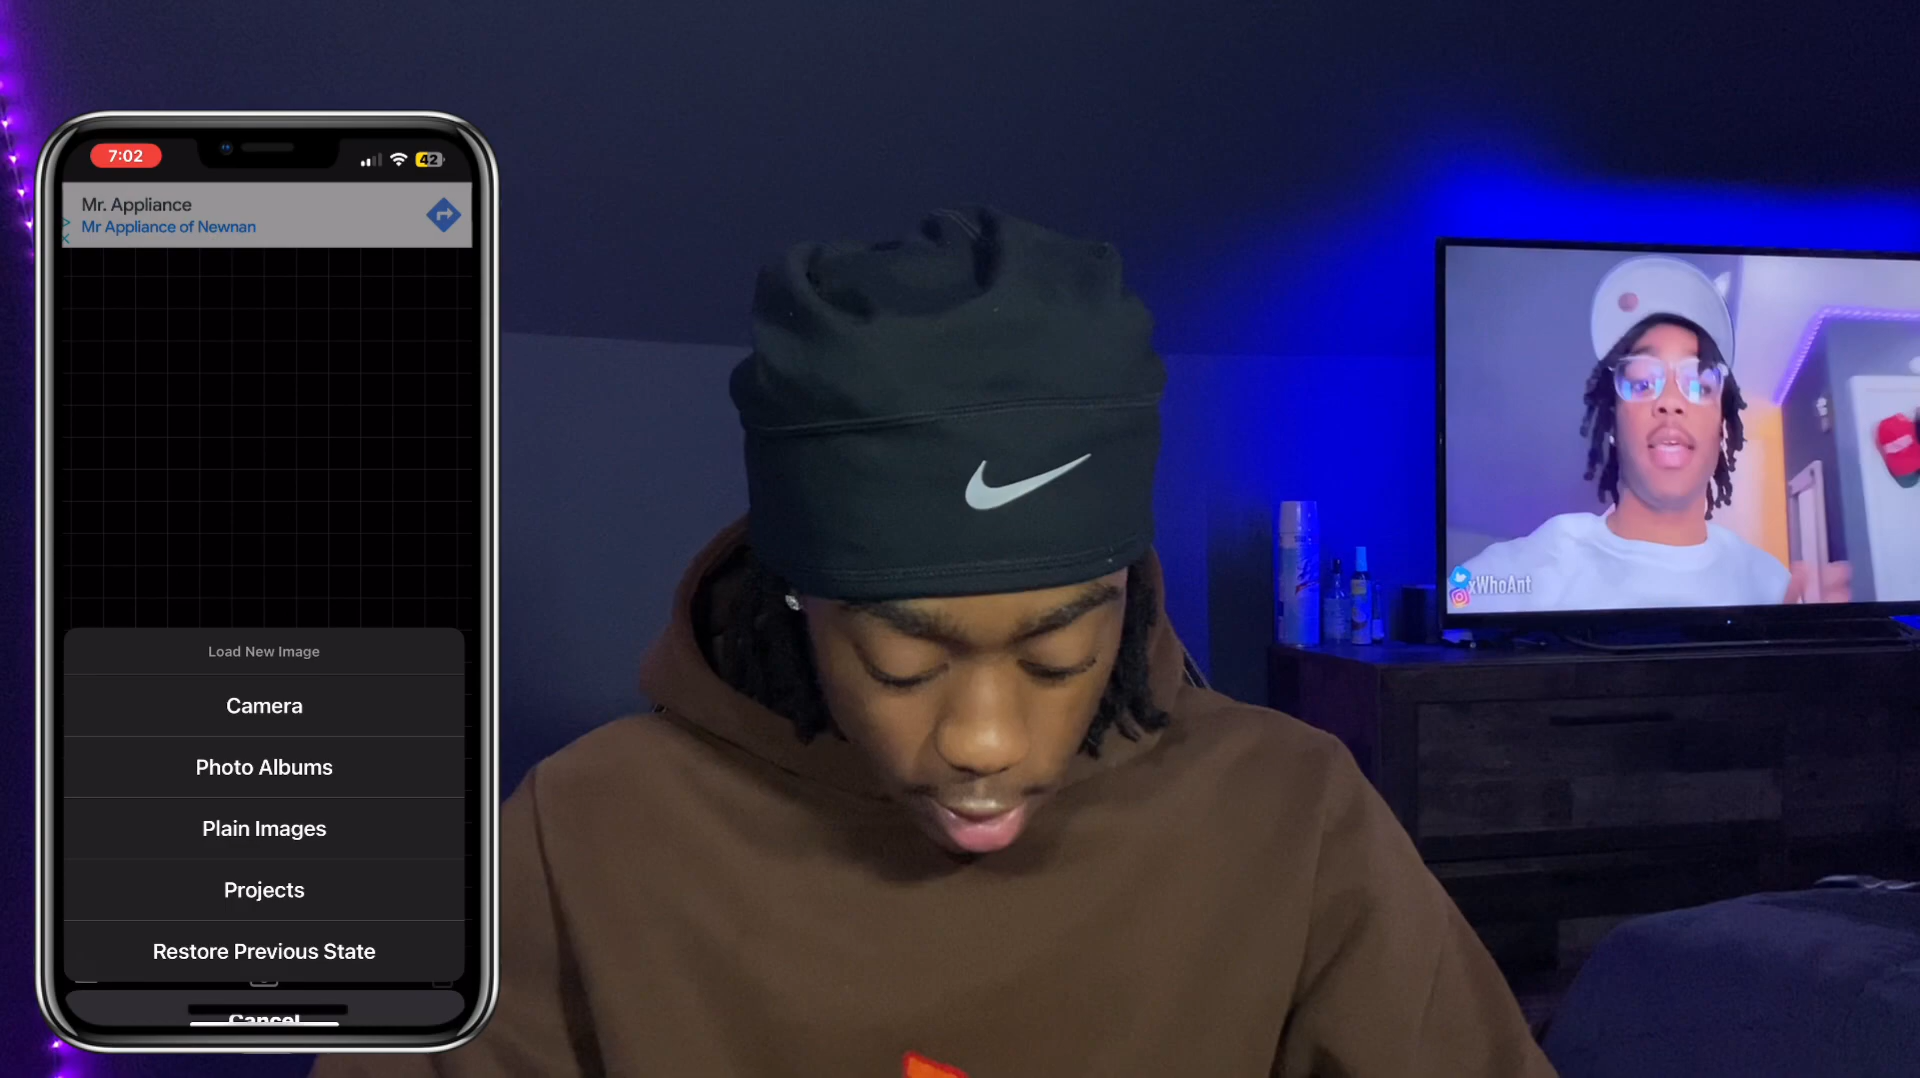 7:02
42
Mr. Appliance
Mr Appliance of Newnan
Load New Image
Camera
Photo Albums
Plain Images
Projects
Restore Previous State
Cancel
xWhoAnt